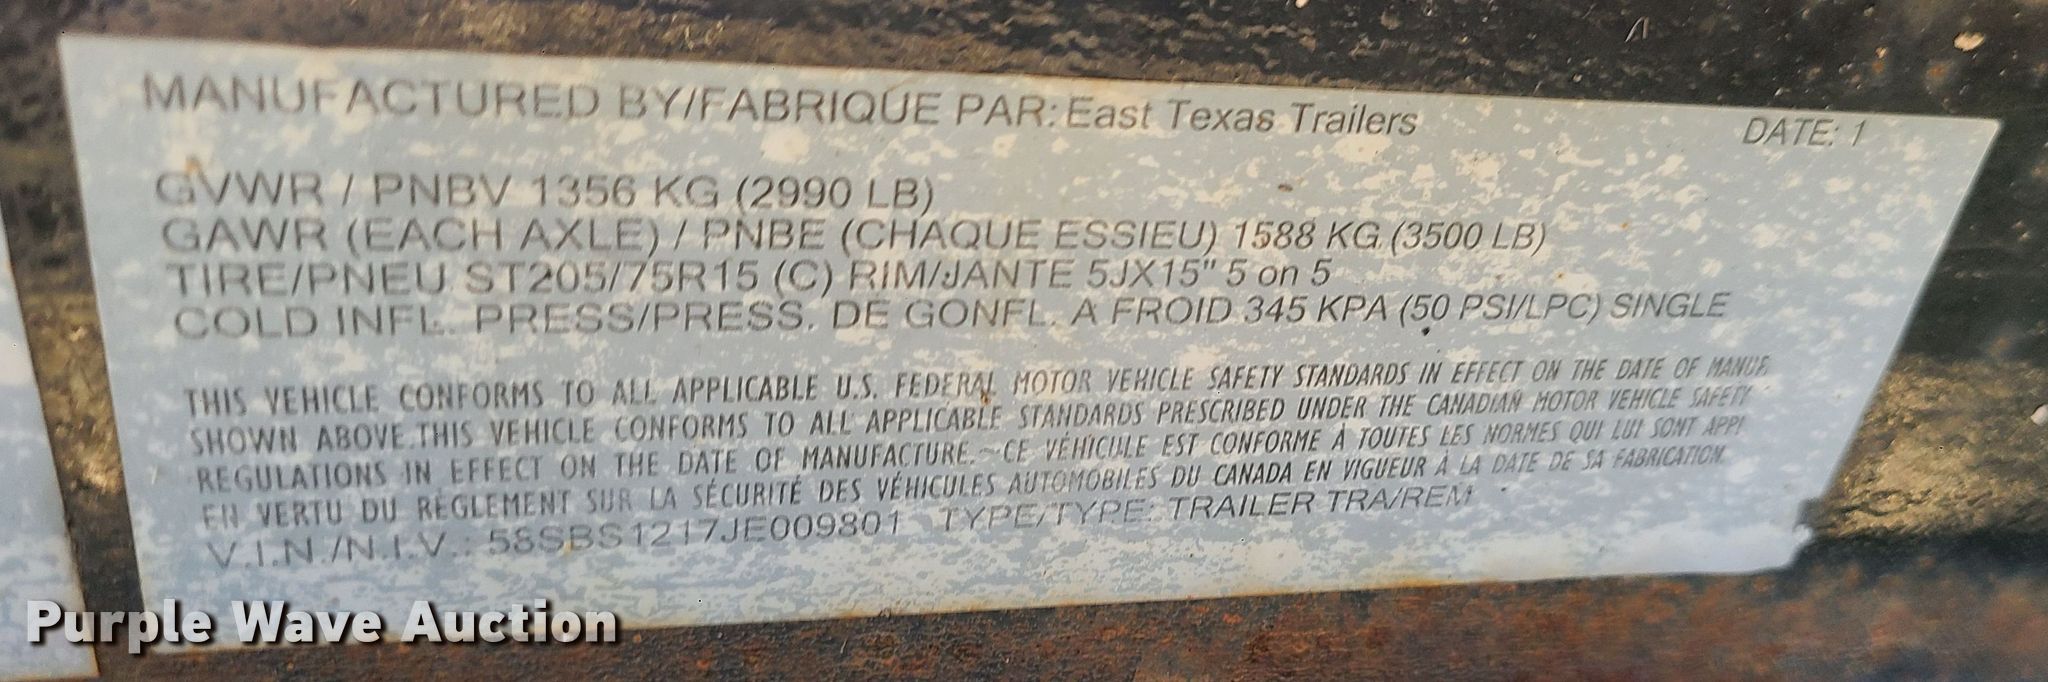 MANUFACTURED BY/FABRIQUE PAR: East Texas Trailers DATE: 1
GVWR / PNBV 1356 KG (2990 LB)
GAWR (EACH AXLE) / PNBE (CHAQUE ESSIEU) 1588 KG (3500 LB)
TIRE/PNEU ST205/75R15 (C) RIM/JANTE 5JX15" 5 on 5
COLD INFL. PRESS/PRESS. DE GONFL. A FROID 345 KPA (50 PSI/LPC) SINGLE
THIS VEHICLE CONFORMS TO ALL APPLICABLE U.S. FEDERAL MOTOR VEHICLE SAFETY STANDARDS IN EFFECT ON THE DATE OF MANUF
SHOWN ABOVE.THIS VEHICLE CONFORMS TO ALL APPLICABLE STANDARDS PRESCRIBED UNDER THE CANADIAN MOTOR VEHICLE SAFETY
REGULATIONS IN EFFECT ON THE DATE OF MANUFACTURE.~CE VÉHICULE EST CONFORME À TOUTES LES NORMES QUI LUI SONT APPI
EN VERTU DU RÈGLEMENT SUR LA SÉCURITÉ DES VÉHICULES AUTOMOBILES DU CANADA EN VIGUEUR À LA DATE DE SA FABRICATION.
V.I.N./N.I.V.: 58SBS1217JE009801 TYPE/TYPE: TRAILER TRA/REM
Purple Wave Auction